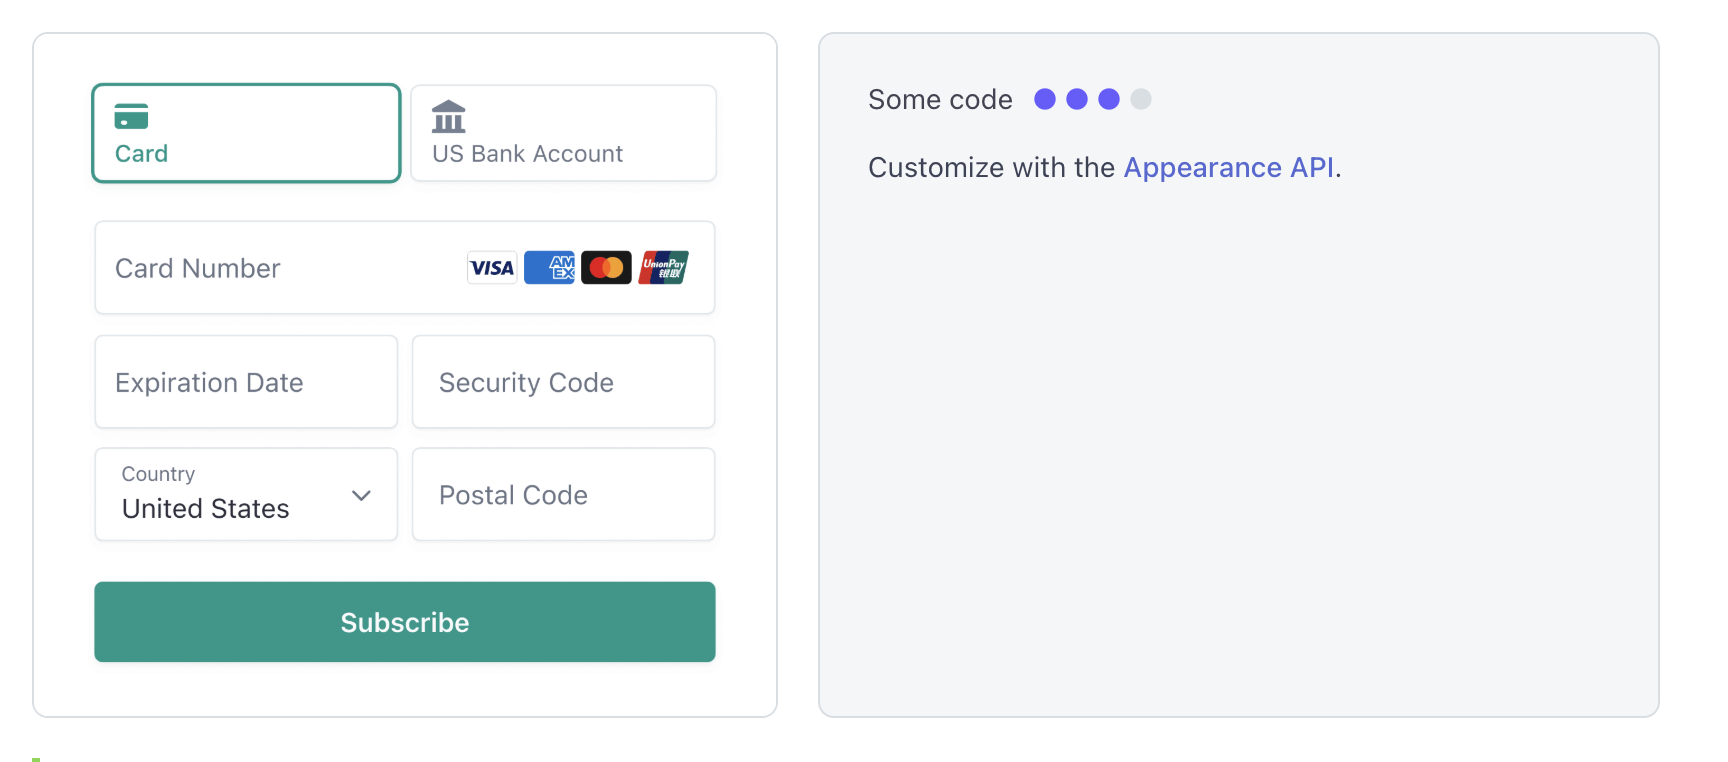 Card
US Bank Account
Card Number
VISA
AM
EX
UnionPay
银联
Expiration Date
Security Code
Country
United States
Postal Code
Subscribe
Some code
Customize with the Appearance API.